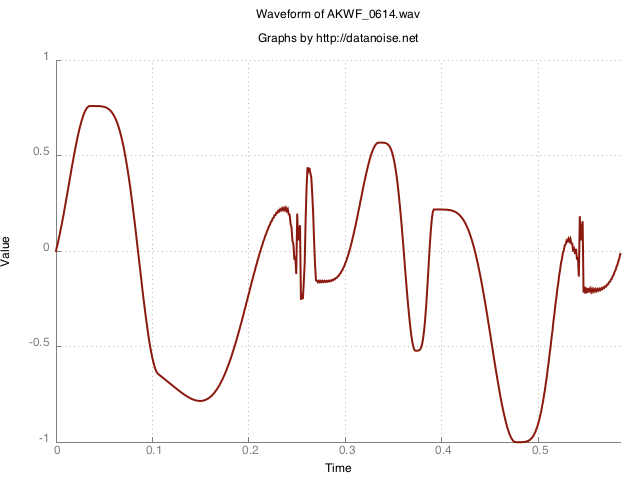 Waveform of AKWF_0614.wav
Graphs by http://datanoise.net
1
0.5
0
-0.5
-1
Value
0 0.1 0.2 0.3 0.4 0.5
Time